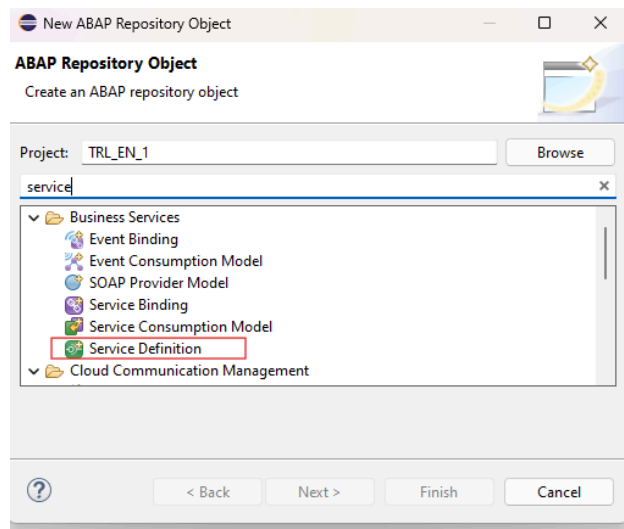 New ABAP Repository Object
ABAP Repository Object
Create an ABAP repository object
Project: TRL_EN_1 Browse
service
Business Services
Event Binding
Event Consumption Model
SOAP Provider Model
Service Binding
Service Consumption Model
Service Definition
Cloud Communication Management
< Back Next > Finish Cancel